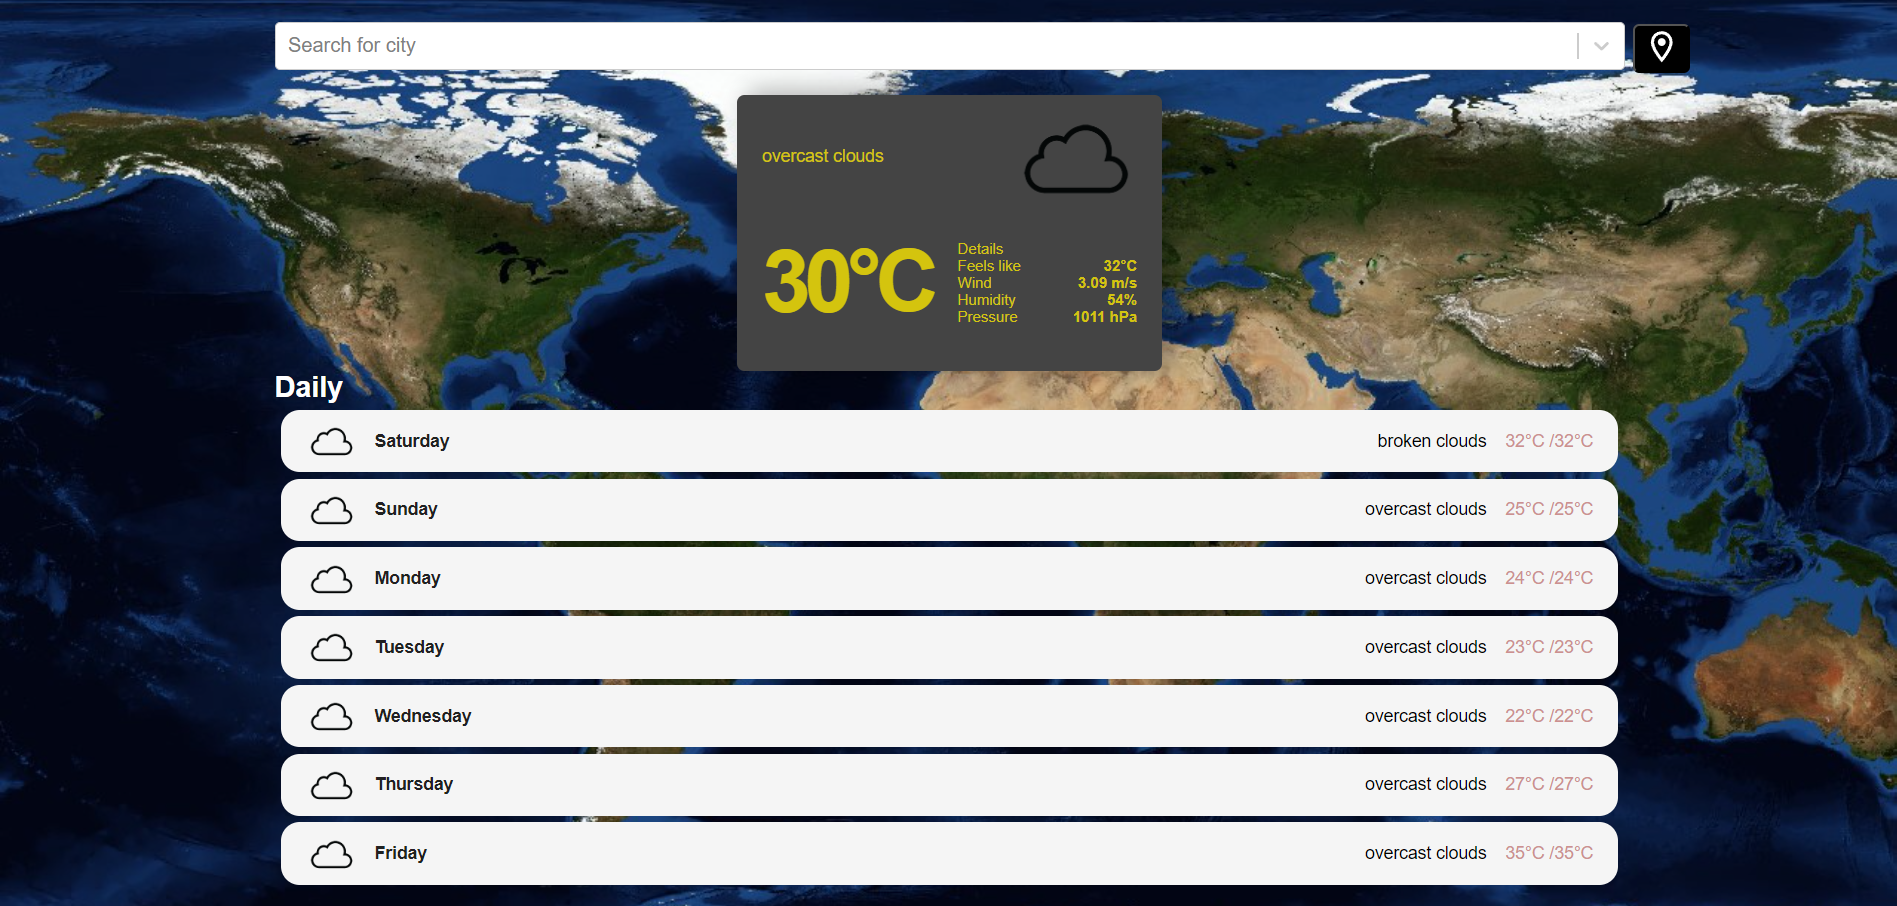 Search for city
overcast clouds
30°C
Details
Feels like 32°C
Wind 3.09 m/s
Humidity 54%
Pressure 1011 hPa
Daily
Saturday broken clouds 32°C /32°C
Sunday overcast clouds 25°C /25°C
Monday overcast clouds 24°C /24°C
Tuesday overcast clouds 23°C /23°C
Wednesday overcast clouds 22°C /22°C
Thursday overcast clouds 27°C /27°C
Friday overcast clouds 35°C /35°C